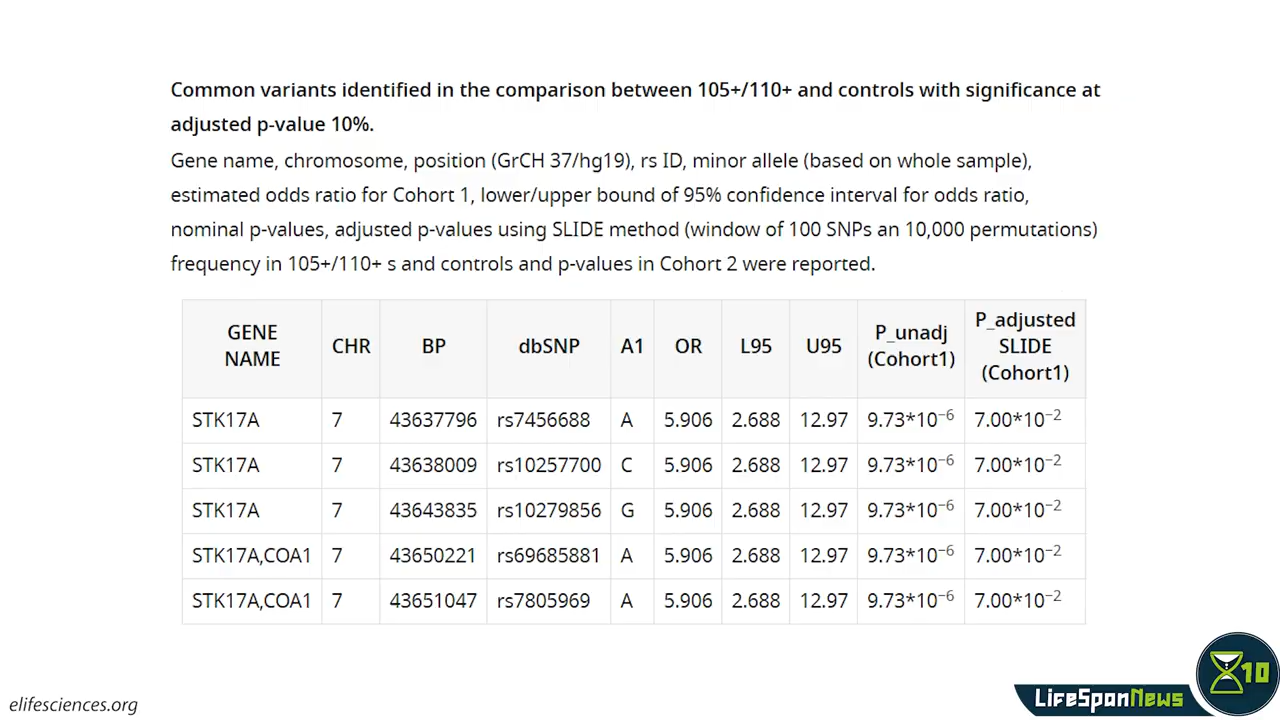 Common variants identified in the comparison between 105+/110+ and controls with significance at
adjusted p-value 10%.
Gene name, chromosome, position (GrCH 37/hg19), rs ID, minor allele (based on whole sample),
estimated odds ratio for Cohort 1, lower/upper bound of 95% confidence interval for odds ratio,
nominal p-values, adjusted p-values using SLIDE method (window of 100 SNPs an 10,000 permutations)
frequency in 105+/110+ s and controls and p-values in Cohort 2 were reported.
GENE NAME CHR BP dbSNP A1 OR L95 U95 P_unadj (Cohort1) P_adjusted SLIDE (Cohort1)
STK17A 7 43637796 rs7456688 A 5.906 2.688 12.97 9.73*10⁻⁶ 7.00*10⁻²
STK17A 7 43638009 rs10257700 C 5.906 2.688 12.97 9.73*10⁻⁶ 7.00*10⁻²
STK17A 7 43643835 rs10279856 G 5.906 2.688 12.97 9.73*10⁻⁶ 7.00*10⁻²
STK17A,COA1 7 43650221 rs69685881 A 5.906 2.688 12.97 9.73*10⁻⁶ 7.00*10⁻²
STK17A,COA1 7 43651047 rs7805969 A 5.906 2.688 12.97 9.73*10⁻⁶ 7.00*10⁻²
elifesciences.org
LifeSpanNews
10